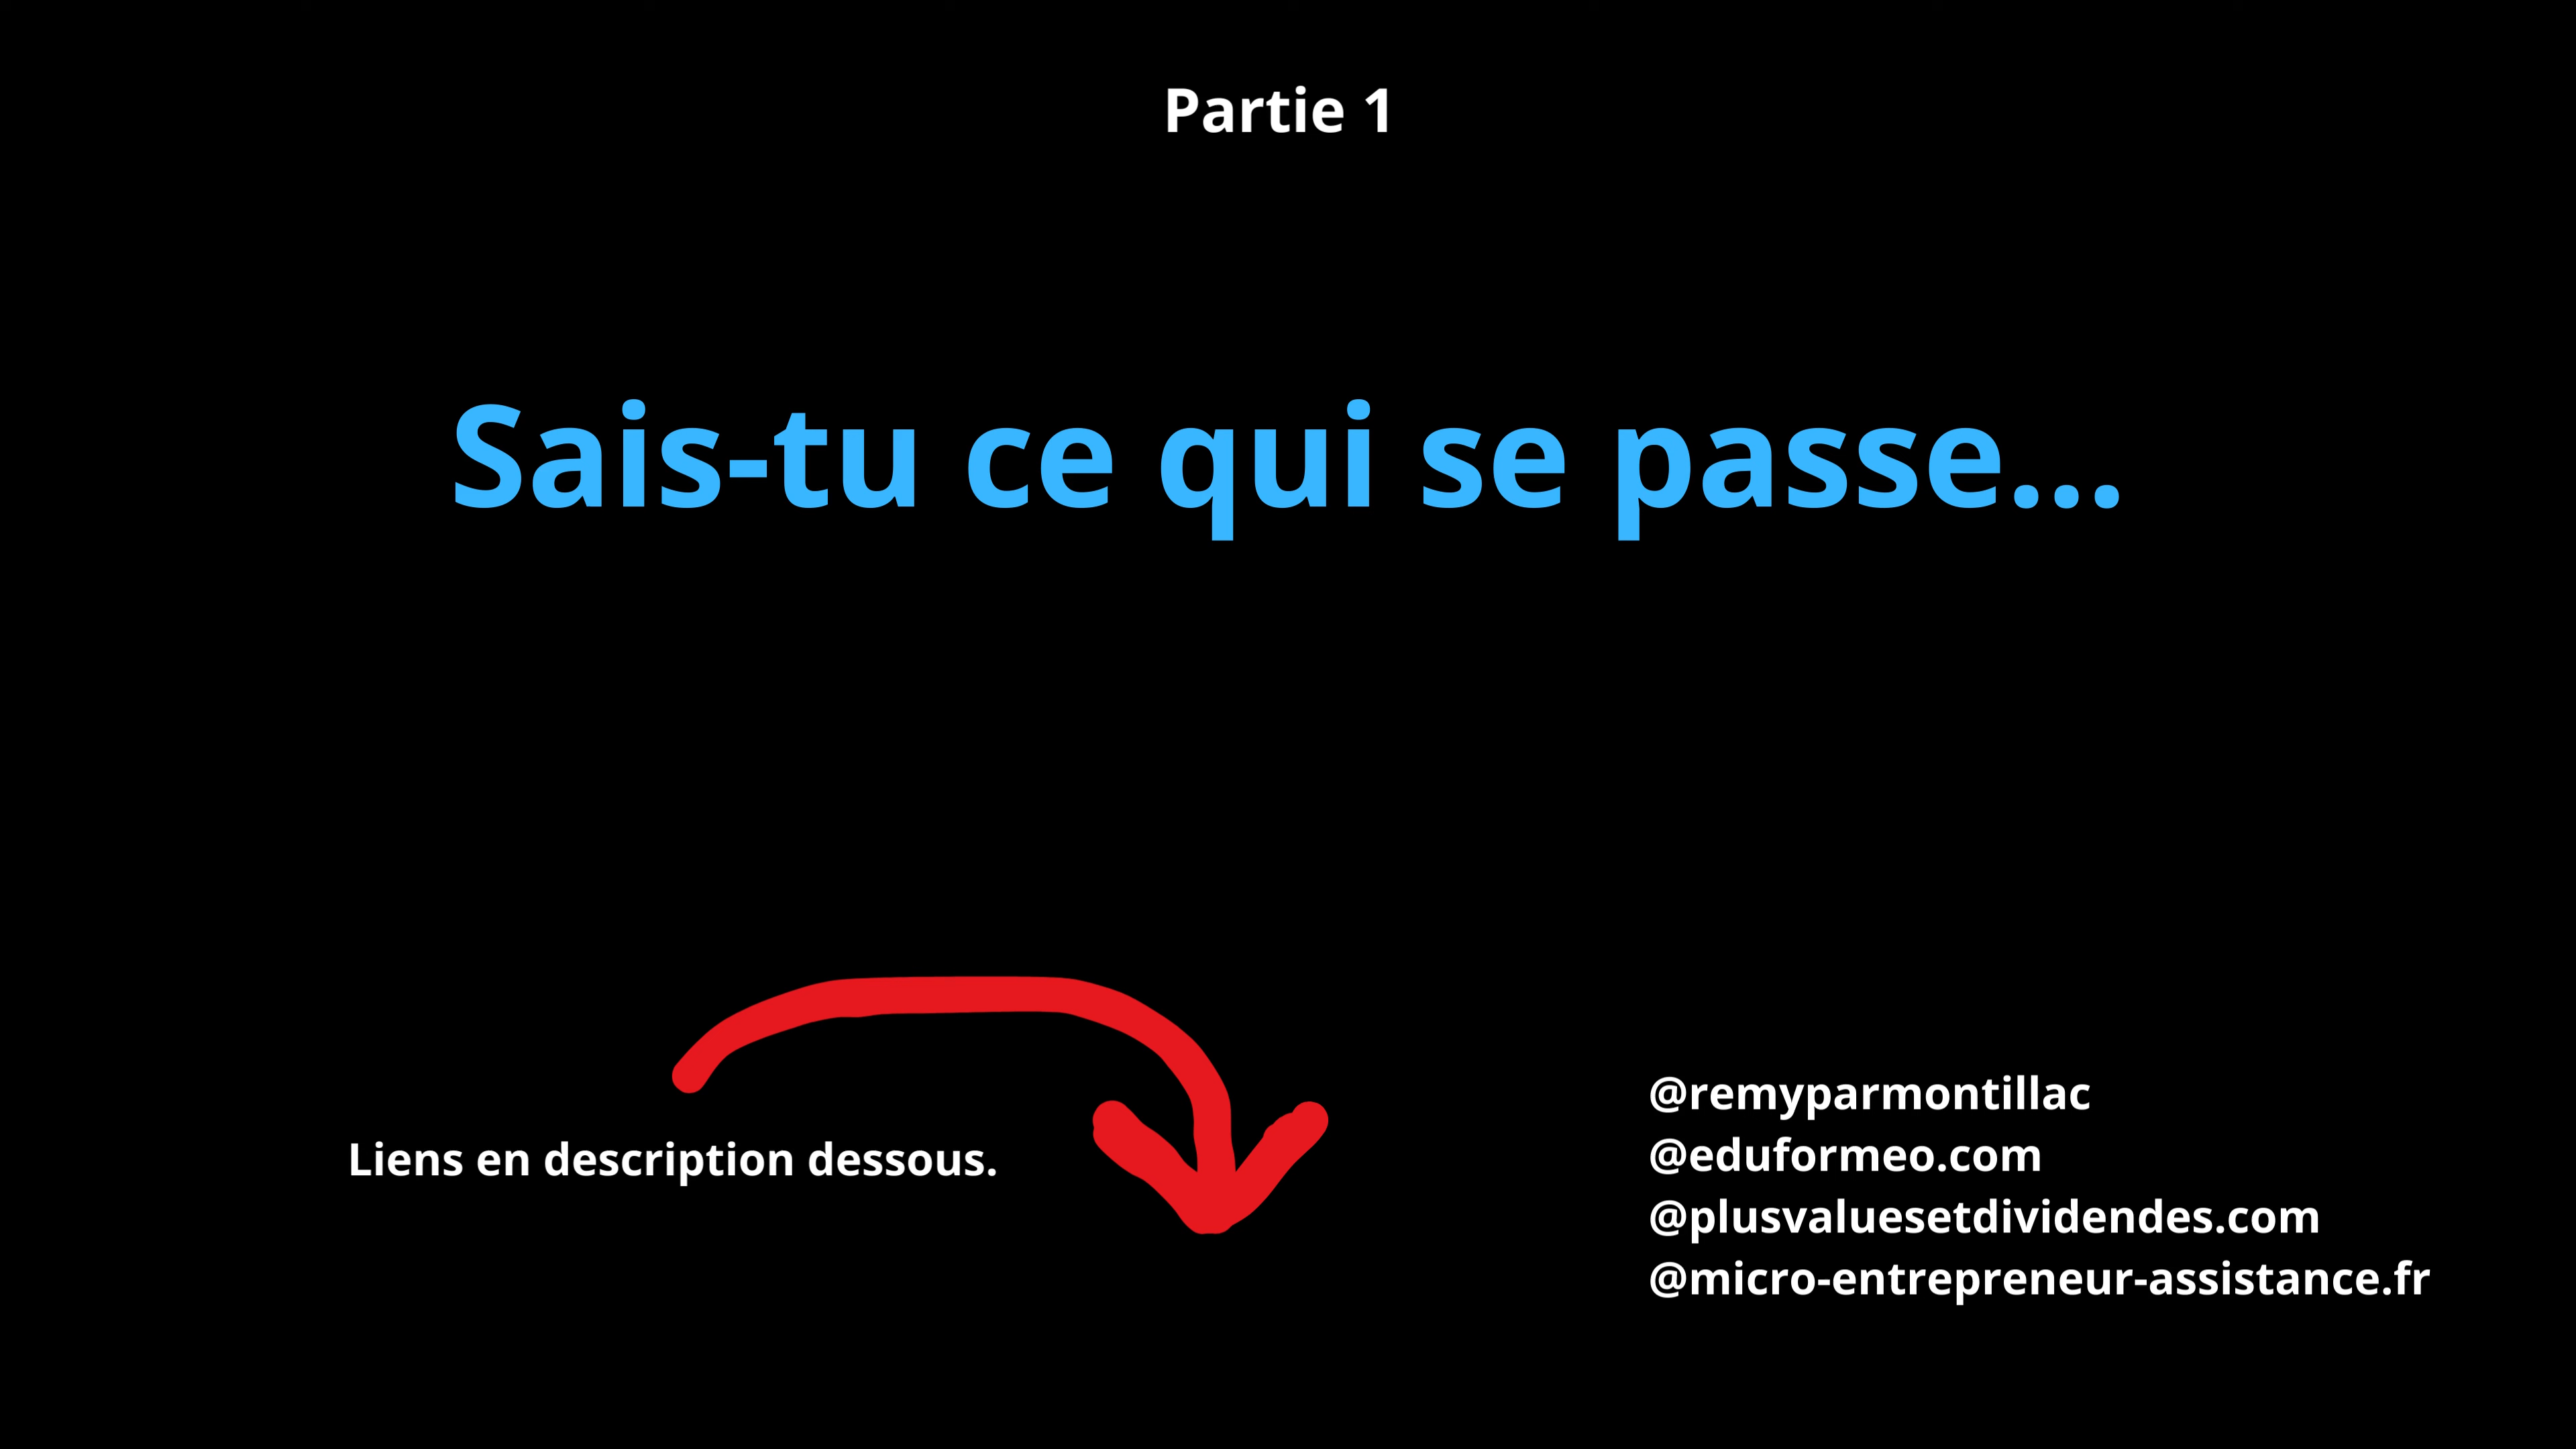 Partie 1
Sais-tu ce qui se passe...
Liens en description dessous.
@remyparmontillac
@eduformeo.com
@plusvaluesetdividendes.com
@micro-entrepreneur-assistance.fr